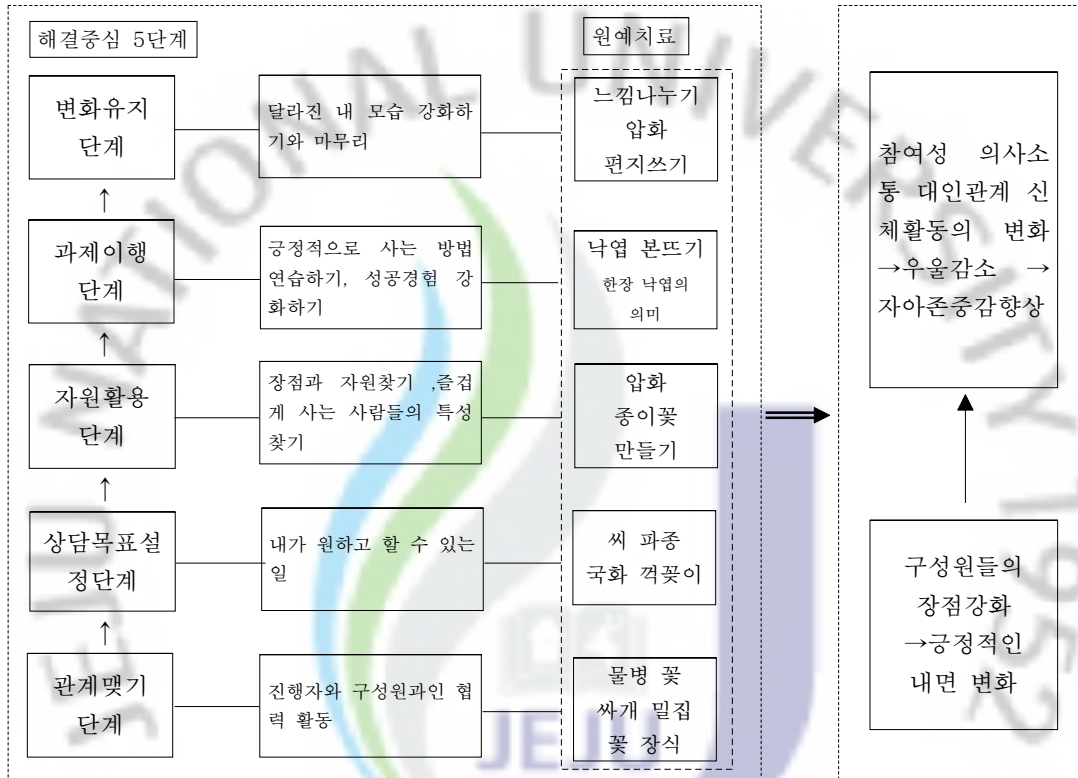 해결중심 5단계
원예치료
변화유지
단계
달라진 내 모습 강화하
기와 마무리
느낌나누기
압화
편지쓰기
↑
과제이행
단계
긍정적으로 사는 방법
연습하기, 성공경험 강
화하기
낙엽 본뜨기
한장 낙엽의
의미
↑
자원활용
단계
장점과 자원찾기 ,즐겁
게 사는 사람들의 특성
찾기
압화
종이꽃
만들기
↑
상담목표설
정단계
내가 원하고 할 수 있는
일
씨 파종
국화 꺽꽂이
↑
관계맺기
단계
진행자와 구성원과인 협
력 활동
물병 꽃
싸개 밀집
꽃 장식
참여성 의사소
통 대인관계 신
체활동의 변화
→우울감소 →
자아존중감향상
구성원들의
장점강화
→긍정적인
내면 변화
JEJU NATIONAL UNIVERSITY 1952
JEJU